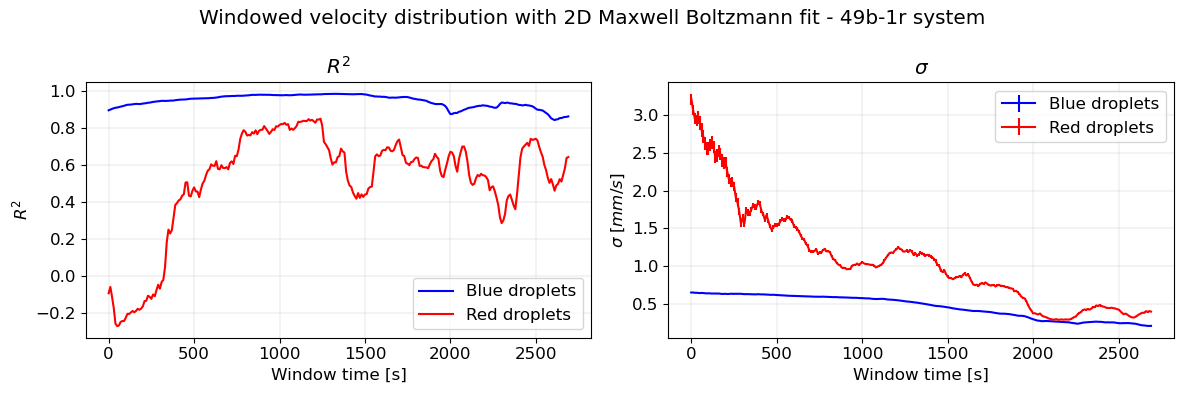 Windowed velocity distribution with 2D Maxwell Boltzmann fit - 49b-1r system
R²
R²
1.0
0.8
0.6
0.4
0.2
0.0
−0.2
0
500
1000
1500
2000
2500
Window time [s]
Blue droplets
Red droplets
σ
σ [mm/s]
3.0
2.5
2.0
1.5
1.0
0.5
0
500
1000
1500
2000
2500
Window time [s]
Blue droplets
Red droplets